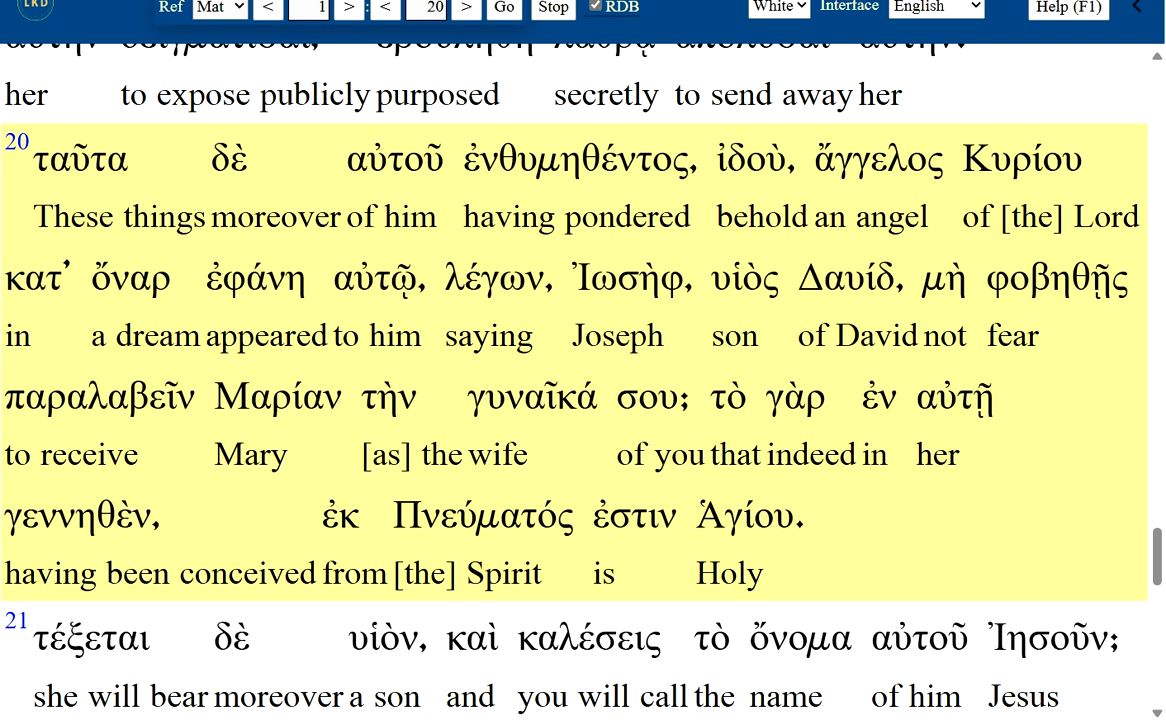 LKD
Ref Mat < 1 > : < 20 > Go Stop RDB White Interface English Help (F1) <
her to expose publicly purposed secretly to send away her
20 ταῦτα δὲ αὐτοῦ ἐνθυμηθέντος, ἰδοὺ, ἄγγελος Κυρίου
These things moreover of him having pondered behold an angel of [the] Lord
κατ’ ὄναρ ἐφάνη αὐτῷ, λέγων, Ἰωσὴφ, υἱὸς Δαυίδ, μὴ φοβηθῇς
in a dream appeared to him saying Joseph son of David not fear
παραλαβεῖν Μαρίαν τὴν γυναῖκά σου; τὸ γὰρ ἐν αὐτῇ
to receive Mary [as] the wife of you that indeed in her
γεννηθὲν, ἐκ Πνεύματός ἐστιν Ἁγίου.
having been conceived from [the] Spirit is Holy
21 τέξεται δὲ υἱὸν, καὶ καλέσεις τὸ ὄνομα αὐτοῦ Ἰησοῦν;
she will bear moreover a son and you will call the name of him Jesus